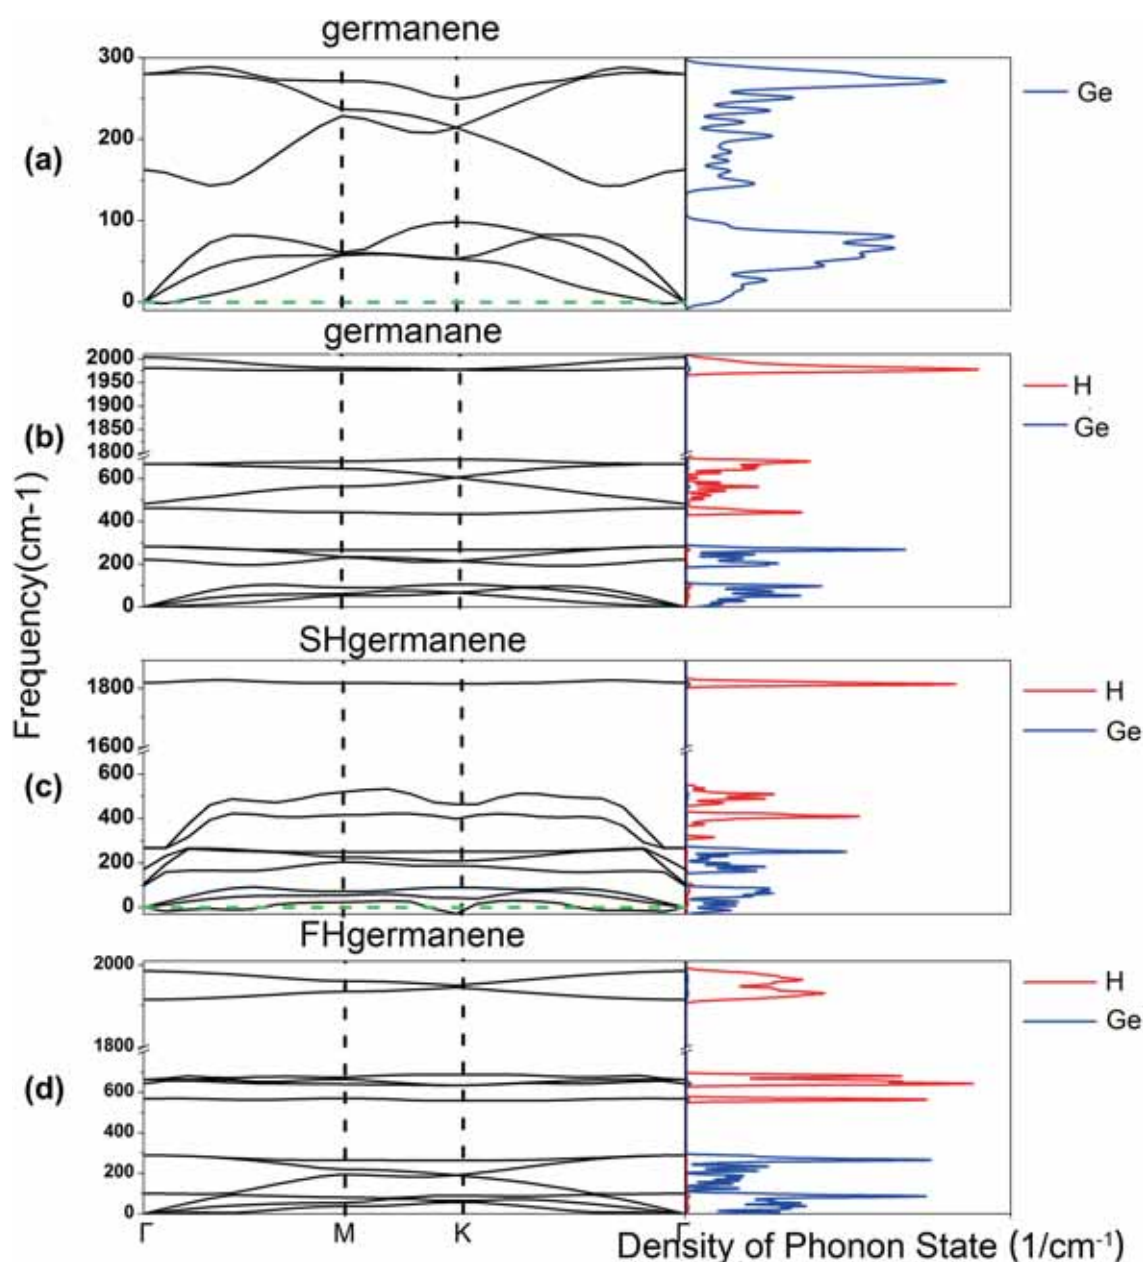 germanene
300
200
100
0
(a)
Ge
germanane
2000
1950
1900
1850
1800
600
400
200
0
(b)
H
Ge
SHgermanene
1800
1600
600
400
200
0
(c)
H
Ge
FHgermanene
2000
1800
600
400
200
0
(d)
H
Ge
Frequency(cm-1)
Γ M K Γ
Density of Phonon State (1/cm-1)